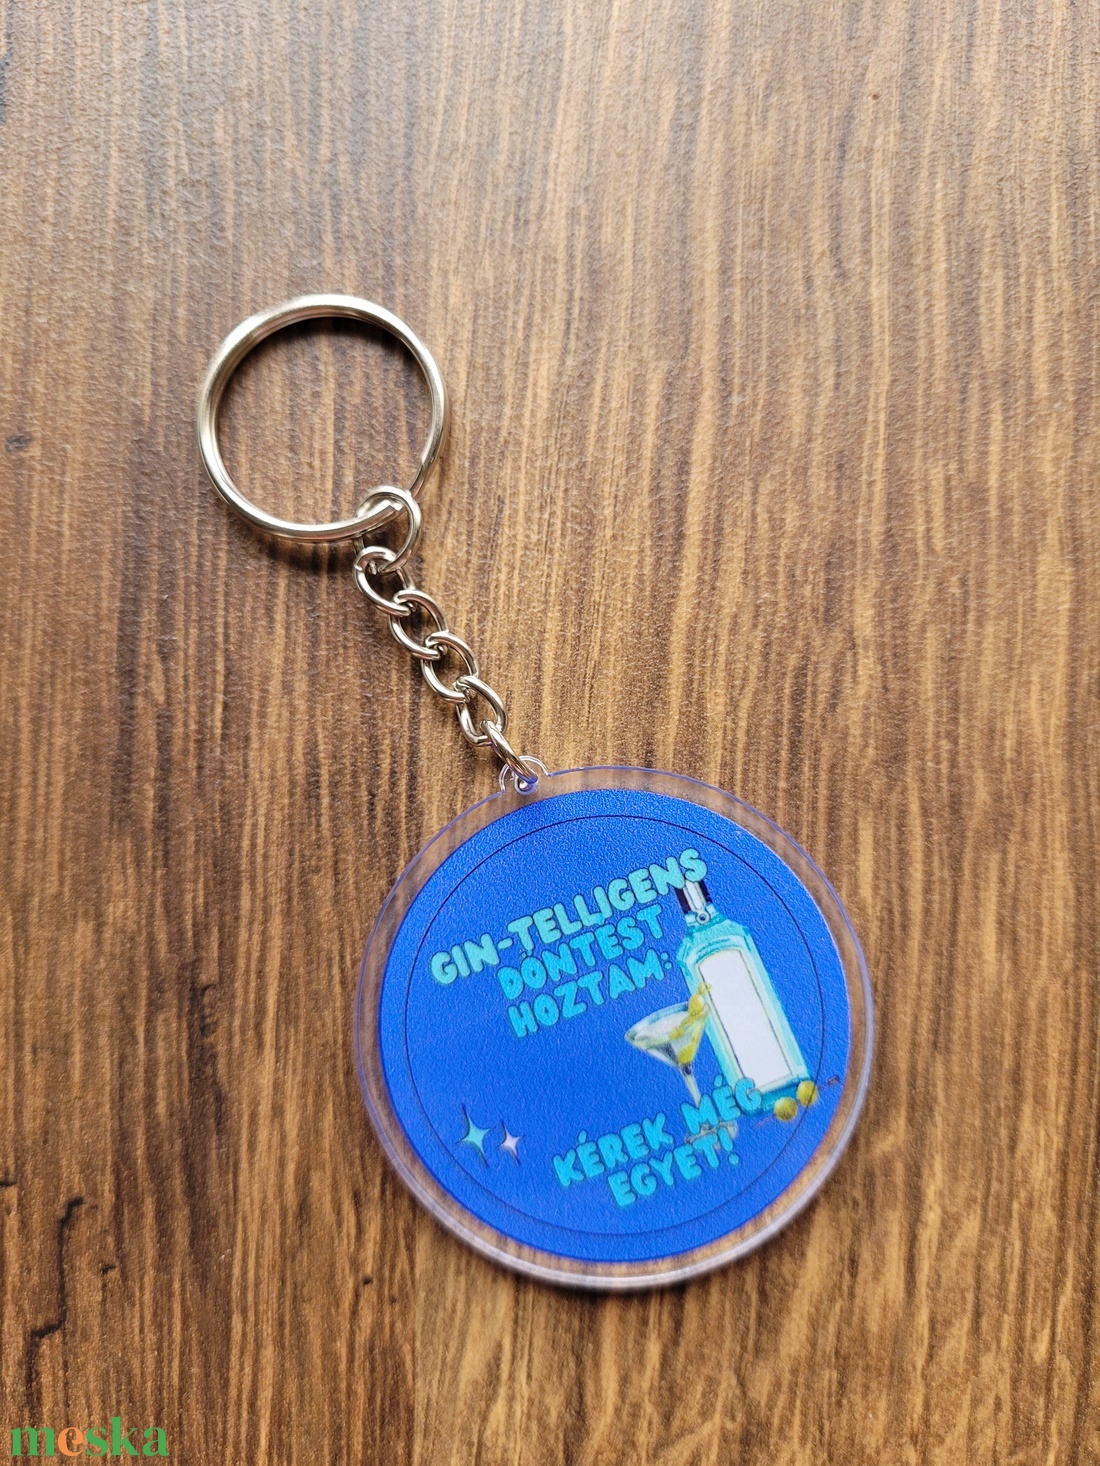 GIN-TELLIGENS
DÖNTEST
HOZTAM:
KÉREK MÉG
EGYET!
meska